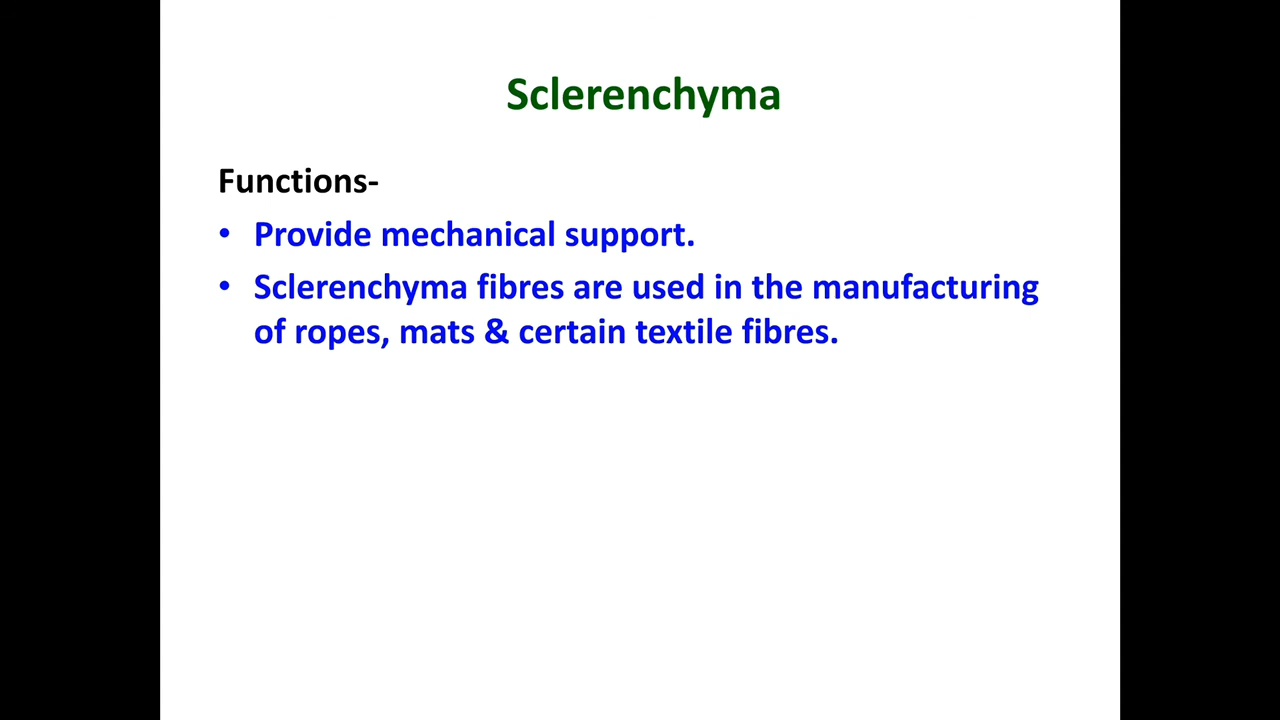 Sclerenchyma
Functions-
• Provide mechanical support.
• Sclerenchyma fibres are used in the manufacturing
of ropes, mats & certain textile fibres.